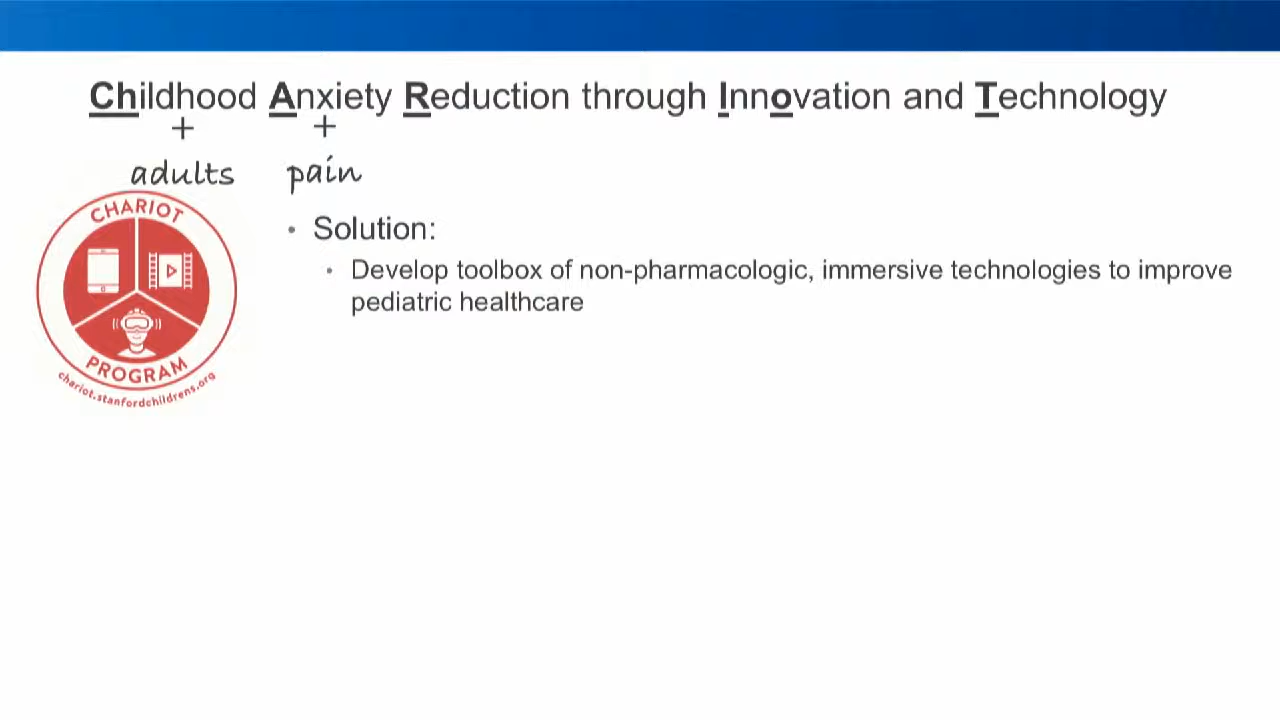 Childhood Anxiety Reduction through Innovation and Technology
+ +
adults pain
CHARIOT
PROGRAM
chariot.stanfordchildrens.org
• Solution:
• Develop toolbox of non-pharmacologic, immersive technologies to improve
pediatric healthcare